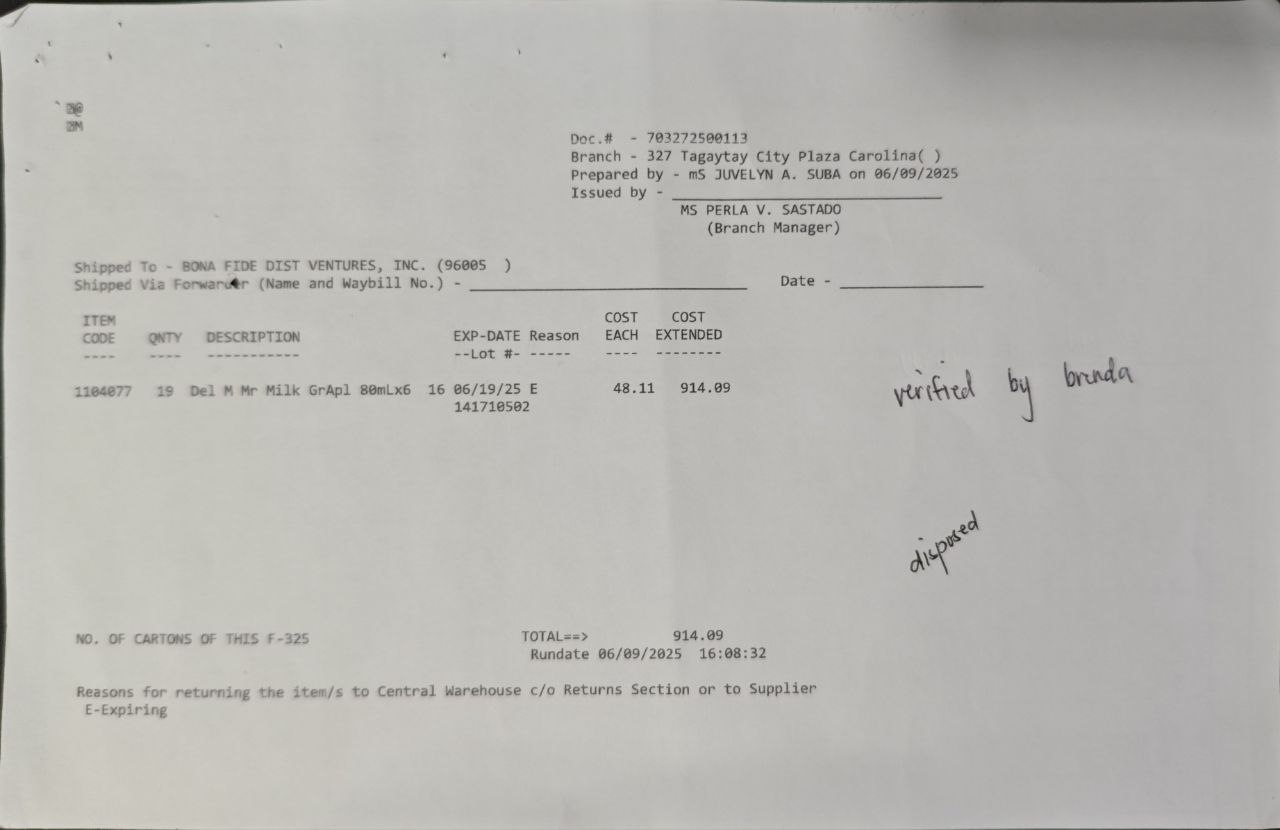 Doc.# - 703272500113
Branch - 327 Tagaytay City Plaza Carolina( )
Prepared by - mS JUVELYN A. SUBA on 06/09/2025
Issued by - ____________________
MS PERLA V. SASTADO
(Branch Manager)
Shipped To - BONA FIDE DIST VENTURES, INC. (96005 )
Shipped Via Forwarder (Name and Waybill No.) - ____________________ Date - __________
ITEM COST COST
CODE QNTY DESCRIPTION EXP-DATE Reason EACH EXTENDED
---- ---- ----------- --Lot #- ----- ---- --------
1104077 19 Del M Mr Milk GrApl 80mLx6 16 06/19/25 E 48.11 914.09
141710502
verified by brenda
disposed
NO. OF CARTONS OF THIS F-325 TOTAL==> 914.09
Rundate 06/09/2025 16:08:32
Reasons for returning the item/s to Central Warehouse c/o Returns Section or to Supplier
E-Expiring